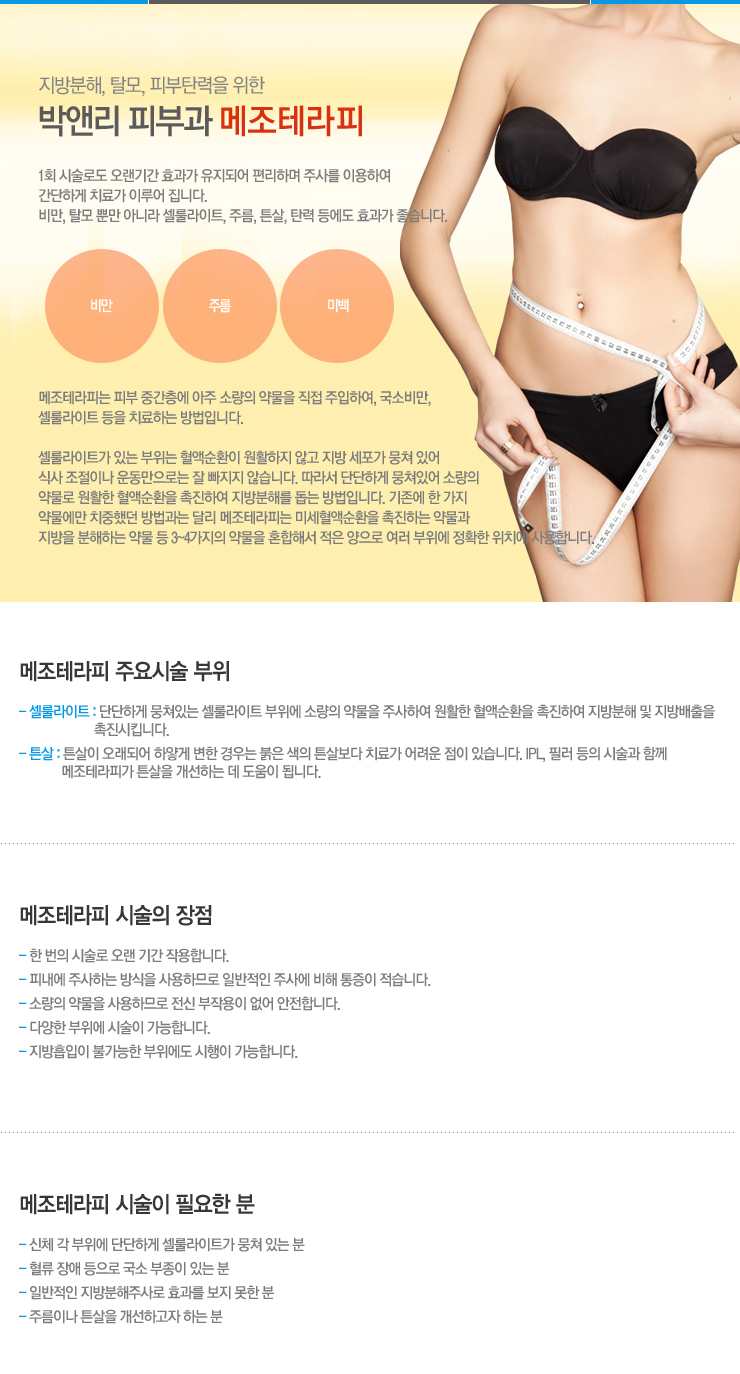 지방분해, 탈모, 피부탄력을 위한
박앤리 피부과 메조테라피
1회 시술로도 오랜기간 효과가 유지되어 편리하며 주사를 이용하여
간단하게 치료가 이루어 집니다.
비만, 탈모 뿐만 아니라 셀룰라이트, 주름, 튼살, 탄력 등에도 효과가 좋습니다.
비만
주름
미백
메조테라피는 피부 중간층에 아주 소량의 약물을 직접 주입하여, 국소비만,
셀룰라이트 등을 치료하는 방법입니다.
셀룰라이트가 있는 부위는 혈액순환이 원활하지 않고 지방 세포가 뭉쳐 있어
식사 조절이나 운동만으로는 잘 빠지지 않습니다. 따라서 단단하게 뭉쳐있어 소량의
약물로 원활한 혈액순환을 촉진하여 지방분해를 돕는 방법입니다. 기존에 한 가지
약물에만 치중했던 방법과는 달리 메조테라피는 미세혈액순환을 촉진하는 약물과
지방을 분해하는 약물 등 3~4가지의 약물을 혼합해서 적은 양으로 여러 부위에 정확한 위치에 사용합니다.
메조테라피 주요시술 부위
- 셀룰라이트 : 단단하게 뭉쳐있는 셀룰라이트 부위에 소량의 약물을 주사하여 원활한 혈액순환을 촉진하여 지방분해 및 지방배출을
촉진시킵니다.
- 튼살 : 튼살이 오래되어 하얗게 변한 경우는 붉은 색의 튼살보다 치료가 어려운 점이 있습니다. IPL, 필러 등의 시술과 함께
메조테라피가 튼살을 개선하는 데 도움이 됩니다.
메조테라피 시술의 장점
- 한 번의 시술로 오랜 기간 작용합니다.
- 피내에 주사하는 방식을 사용하므로 일반적인 주사에 비해 통증이 적습니다.
- 소량의 약물을 사용하므로 전신 부작용이 없어 안전합니다.
- 다양한 부위에 시술이 가능합니다.
- 지방흡입이 불가능한 부위에도 시행이 가능합니다.
메조테라피 시술이 필요한 분
- 신체 각 부위에 단단하게 셀룰라이트가 뭉쳐 있는 분
- 혈류 장애 등으로 국소 부종이 있는 분
- 일반적인 지방분해주사로 효과를 보지 못한 분
- 주름이나 튼살을 개선하고자 하는 분